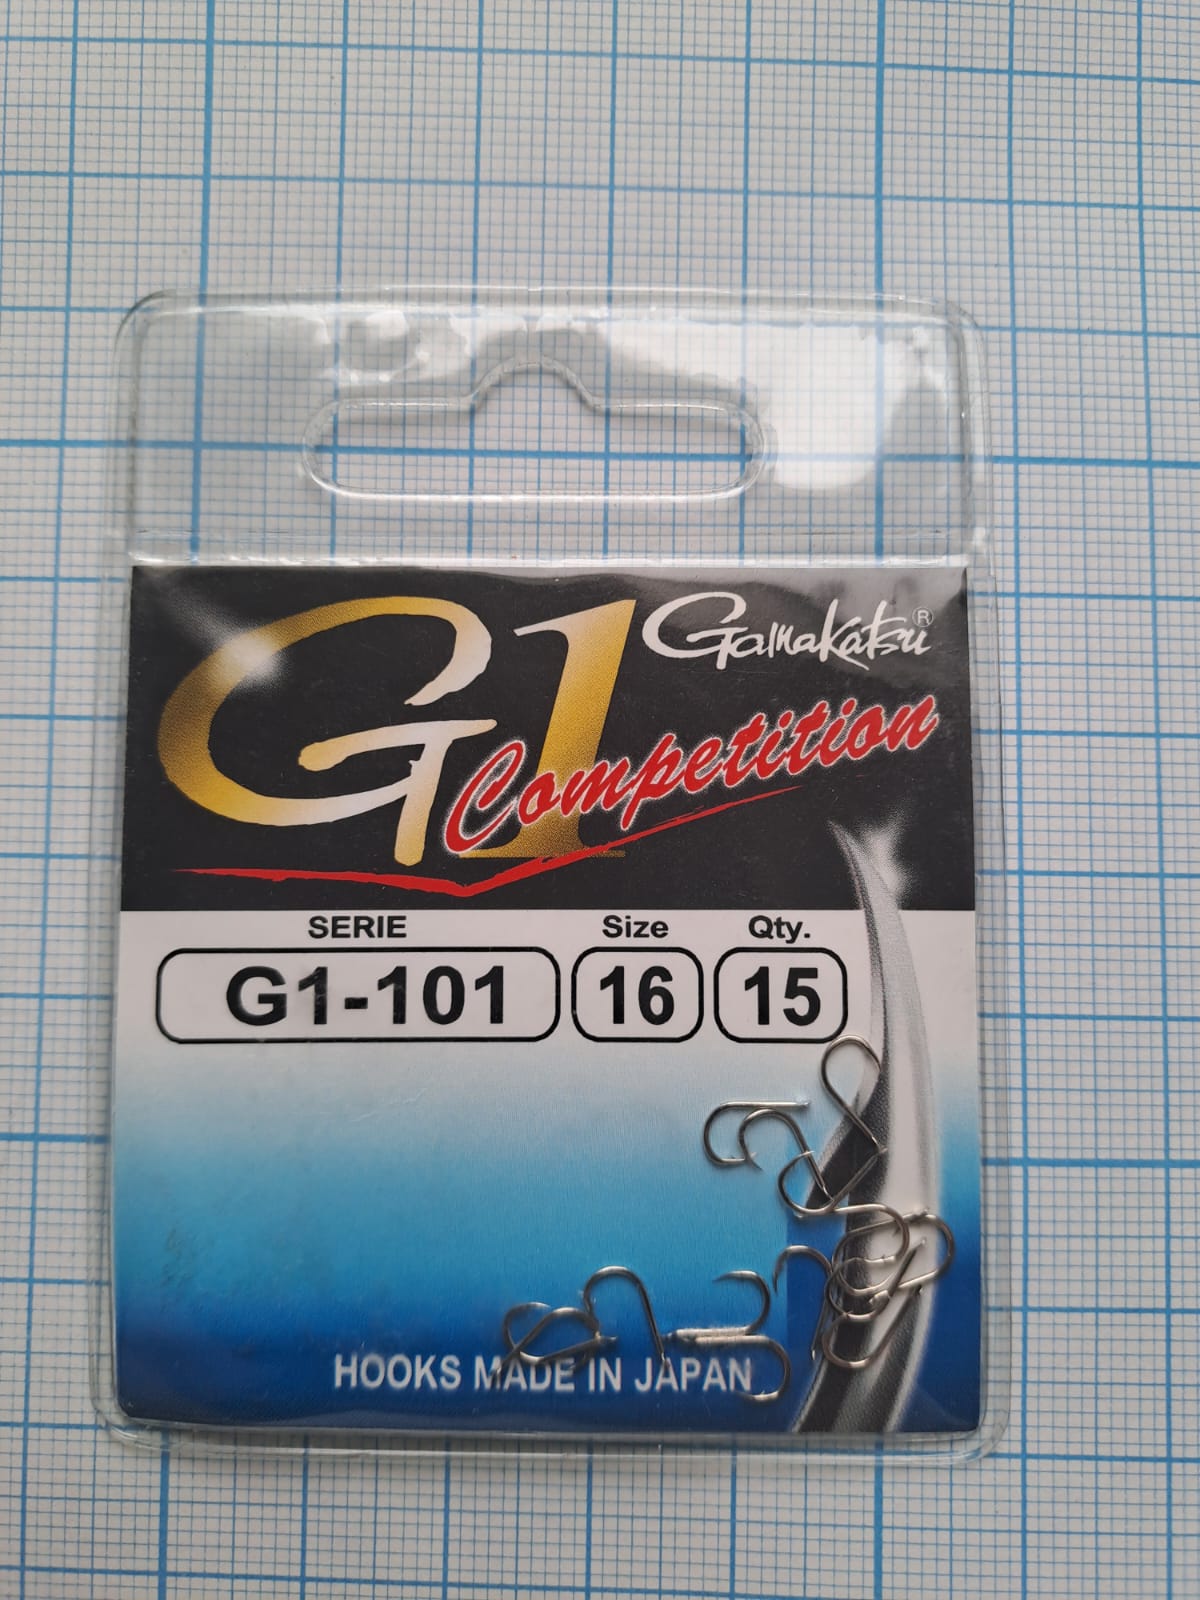 G1
Gamakatsu®
Competition
SERIE Size Qty.
G1-101 16 15
HOOKS MADE IN JAPAN